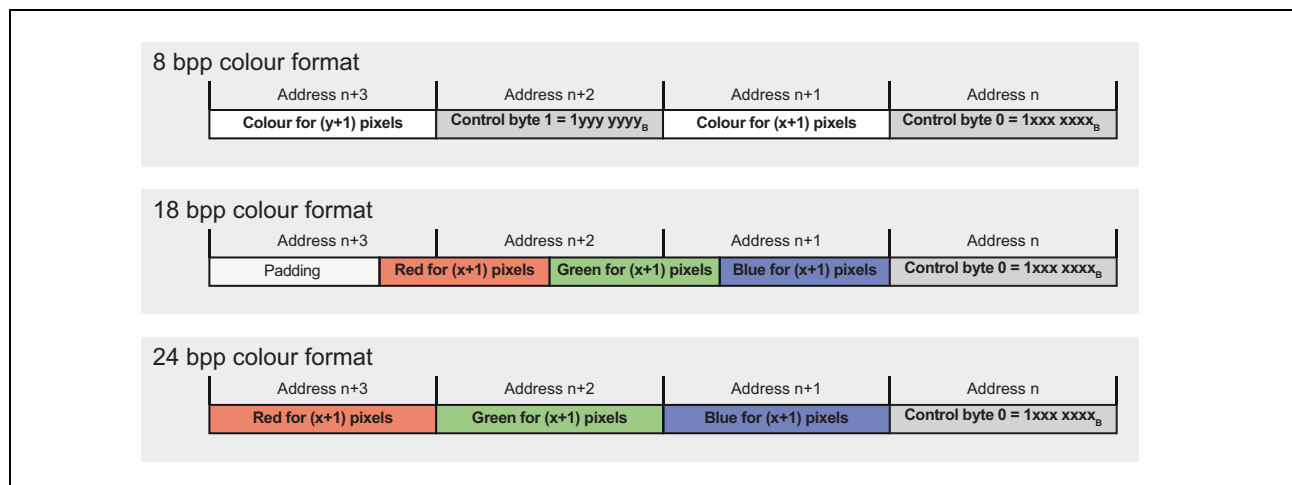 8 bpp colour format
Address n+3 Address n+2 Address n+1 Address n
Colour for (y+1) pixels Control byte 1 = 1yyy yyyyB Colour for (x+1) pixels Control byte 0 = 1xxx xxxxB
18 bpp colour format
Address n+3 Address n+2 Address n+1 Address n
Padding Red for (x+1) pixels Green for (x+1) pixels Blue for (x+1) pixels Control byte 0 = 1xxx xxxxB
24 bpp colour format
Address n+3 Address n+2 Address n+1 Address n
Red for (x+1) pixels Green for (x+1) pixels Blue for (x+1) pixels Control byte 0 = 1xxx xxxxB